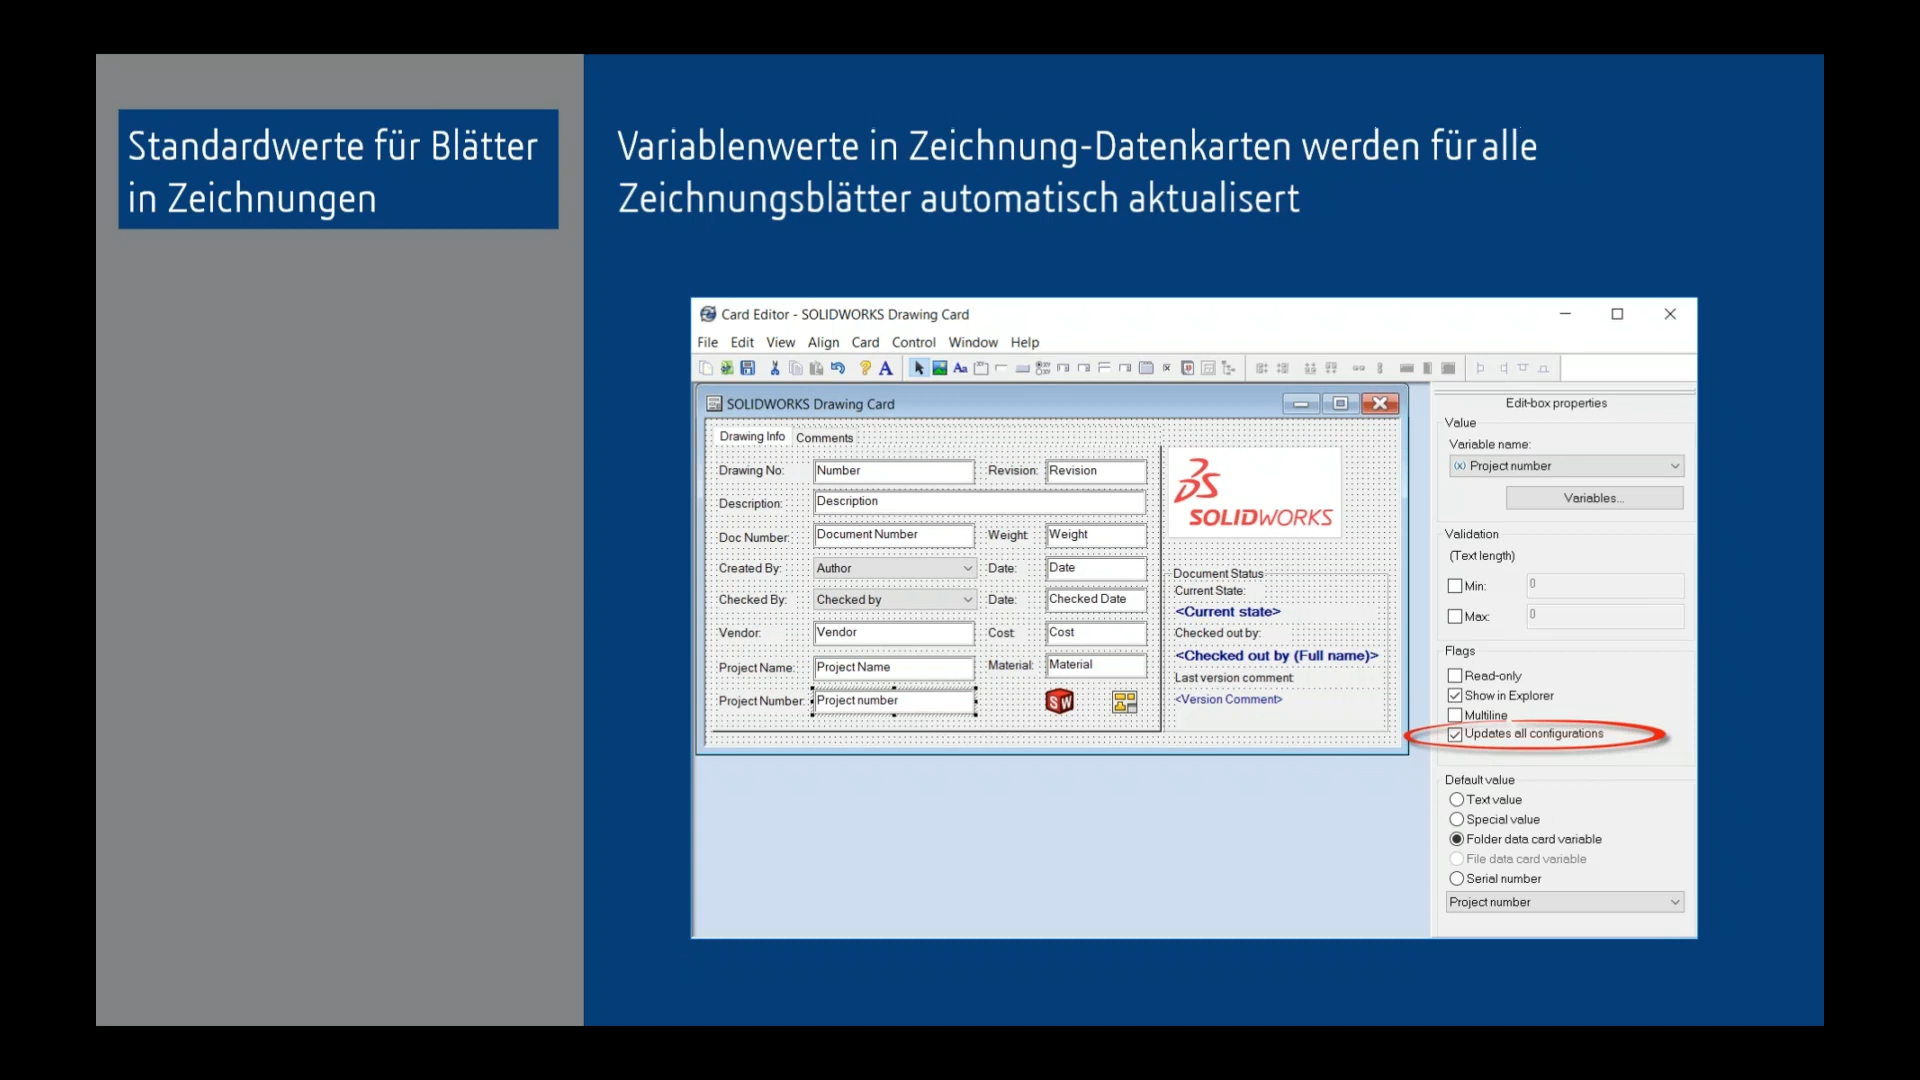 Standardwerte für Blätter
in Zeichnungen
Variablenwerte in Zeichnung-Datenkarten werden für alle
Zeichnungsblätter automatisch aktualisert
Card Editor - SOLIDWORKS Drawing Card
File Edit View Align Card Control Window Help
SOLIDWORKS Drawing Card
Drawing Info Comments
Drawing No: Number Revision: Revision
Description: Description
Doc Number: Document Number Weight: Weight
Created By: Author Date: Date
Checked By: Checked by Date: Checked Date
Vendor: Vendor Cost: Cost
Project Name: Project Name Material: Material
Project Number: Project number
SW
DS
SOLIDWORKS
Document Status
Current State:
<Current state>
Checked out by:
<Checked out by (Full name)>
Last version comment
<Version Comment>
Edit-box properties
Value
Variable name:
(x) Project number
Variables...
Validation
(Text length)
Min: 0
Max: 0
Flags
Read-only
Show in Explorer
Multiline
Updates all configurations
Default value
Text value
Special value
Folder data card variable
File data card variable
Serial number
Project number